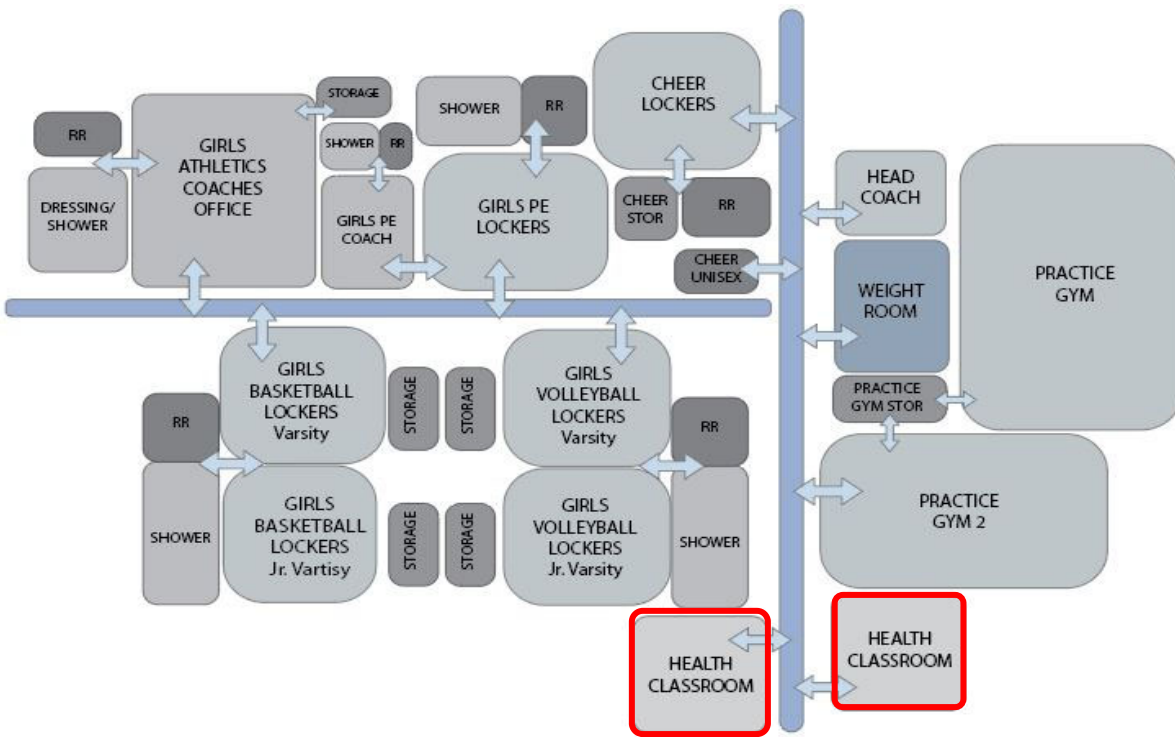 STORAGE
RR
GIRLS
ATHLETICS
COACHES
OFFICE
DRESSING/
SHOWER
SHOWER
RR
GIRLS PE
COACH
SHOWER
RR
GIRLS PE
LOCKERS
CHEER
LOCKERS
CHEER
STOR
RR
CHEER
UNISEX
HEAD
COACH
WEIGHT
ROOM
PRACTICE
GYM
PRACTICE
GYM STOR
PRACTICE
GYM 2
GIRLS
BASKETBALL
LOCKERS
Varsity
STORAGE
STORAGE
GIRLS
VOLLEYBALL
LOCKERS
Varsity
RR
RR
SHOWER
GIRLS
BASKETBALL
LOCKERS
Jr. Vartisy
STORAGE
STORAGE
GIRLS
VOLLEYBALL
LOCKERS
Jr. Varsity
SHOWER
HEALTH
CLASSROOM
HEALTH
CLASSROOM